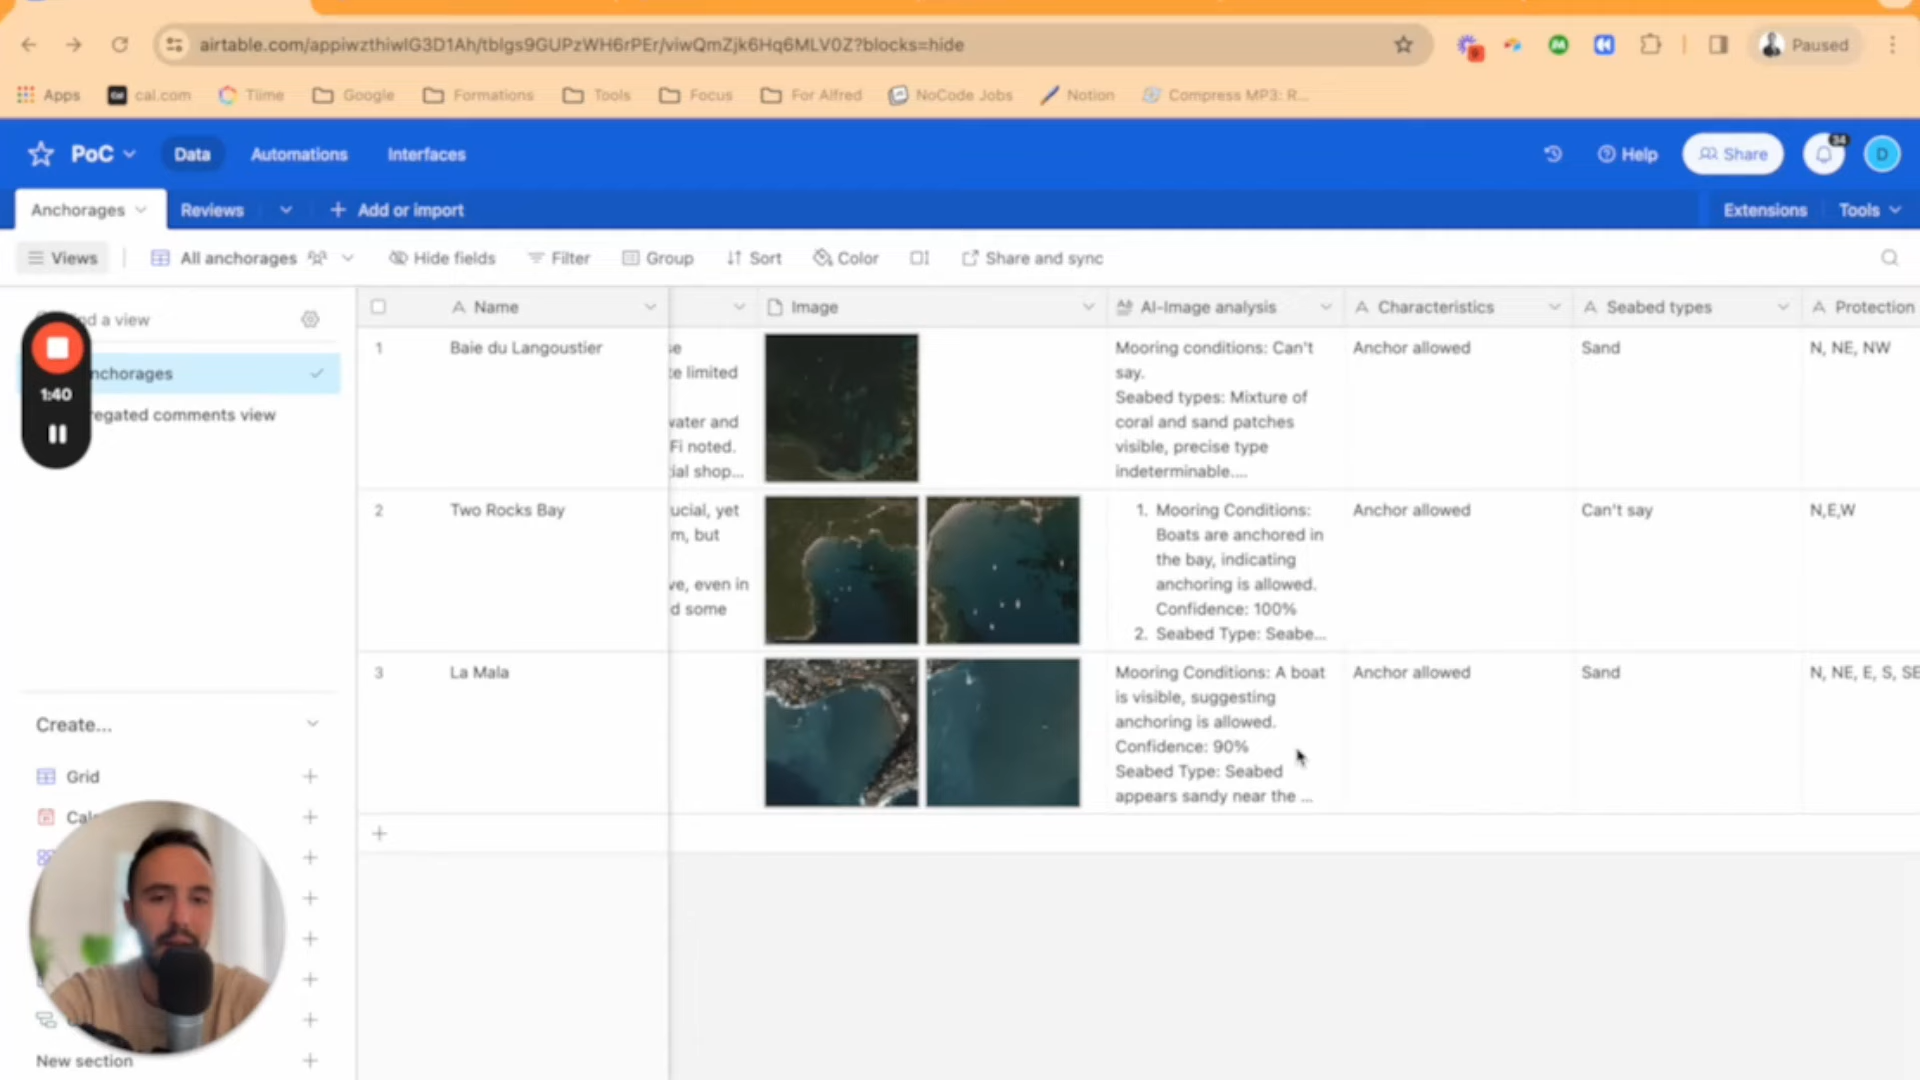 airtable.com/appiwzthiwlG3D1Ah/tblgs9GUPzWH6rPEr/viwQmZjk6Hq6MLV0Z?blocks=hide
Paused
Apps
cal.com
Tiime
Google
Formations
Tools
Focus
For Alfred
NoCode Jobs
Notion
Compress MP3: R...
PoC
Data
Automations
Interfaces
Help
Share
34
D
Anchorages
Reviews
Add or import
Extensions
Tools
Views
All anchorages
Hide fields
Filter
Group
Sort
Color
Share and sync
nd a view
nchorages
regated comments view
1:40
Name
Image
AI-Image analysis
Characteristics
Seabed types
Protection
1
Baie du Langoustier
se
te limited
vater and
Fi noted.
ial shop...
Mooring conditions: Can't
say.
Seabed types: Mixture of
coral and sand patches
visible, precise type
indeterminable....
Anchor allowed
Sand
N, NE, NW
2
Two Rocks Bay
ucial, yet
m, but
ve, even in
d some
1. Mooring Conditions:
Boats are anchored in
the bay, indicating
anchoring is allowed.
Confidence: 100%
2. Seabed Type: Seabe...
Anchor allowed
Can't say
N,E,W
3
La Mala
Mooring Conditions: A boat
is visible, suggesting
anchoring is allowed.
Confidence: 90%
Seabed Type: Seabed
appears sandy near the ...
Anchor allowed
Sand
N, NE, E, S, SE
Create...
Grid
Cal
New section